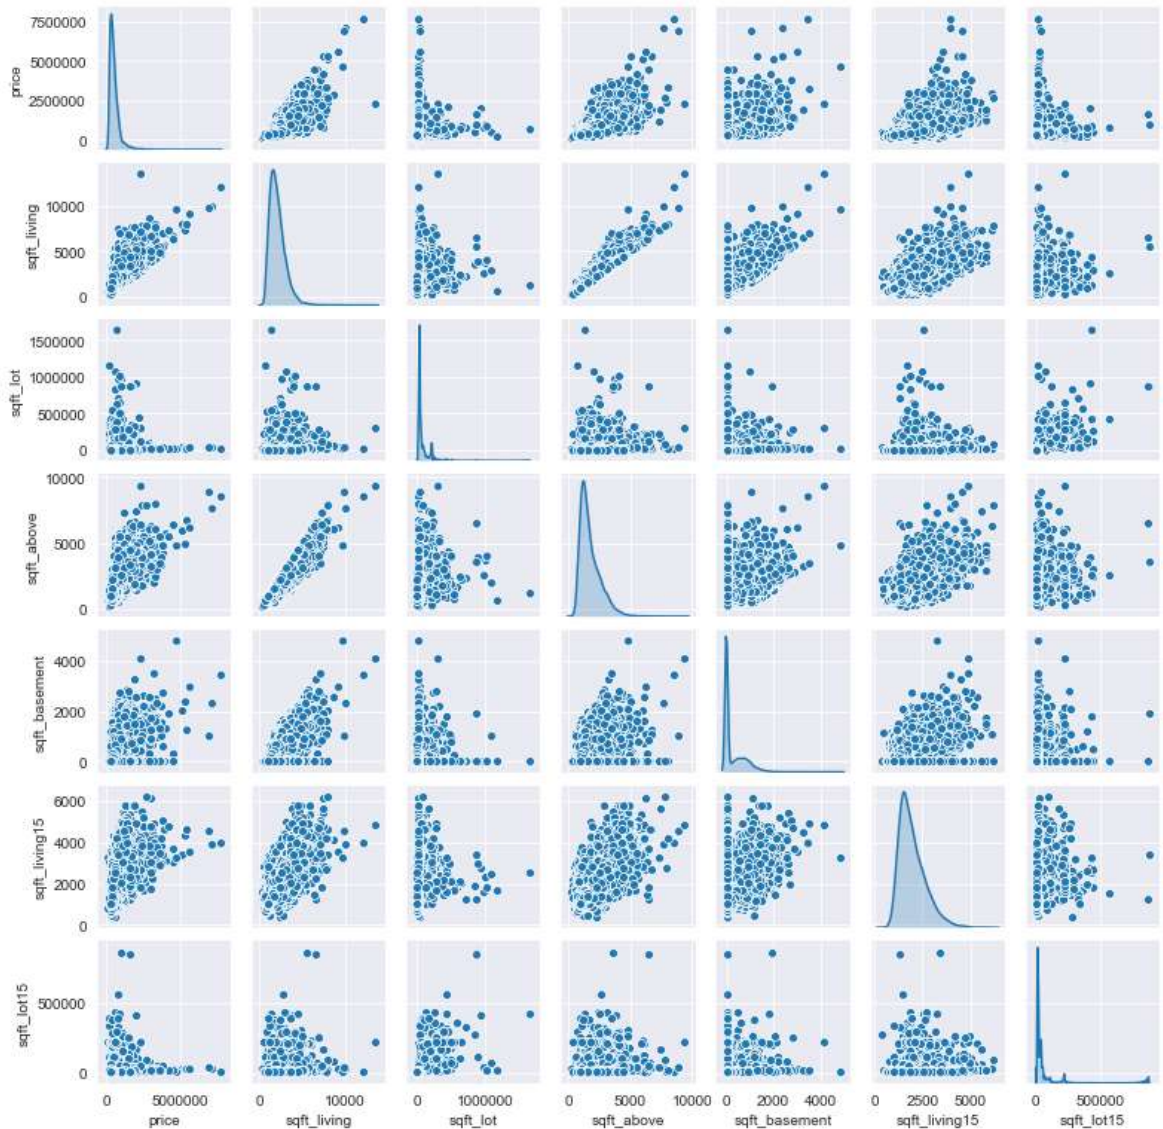 7500000
5000000
price
2500000
0
10000
sqft_living
5000
0
1500000
sqft_lot
1000000
500000
0
10000
sqft_above
5000
0
4000
sqft_basement
2000
0
6000
sqft_living15
4000
2000
0
500000
sqft_lot15
0
0 5000000 0 10000 0 1000000 0 5000 10000 0 2000 4000 0 2500 5000 0 500000
price sqft_living sqft_lot sqft_above sqft_basement sqft_living15 sqft_lot15